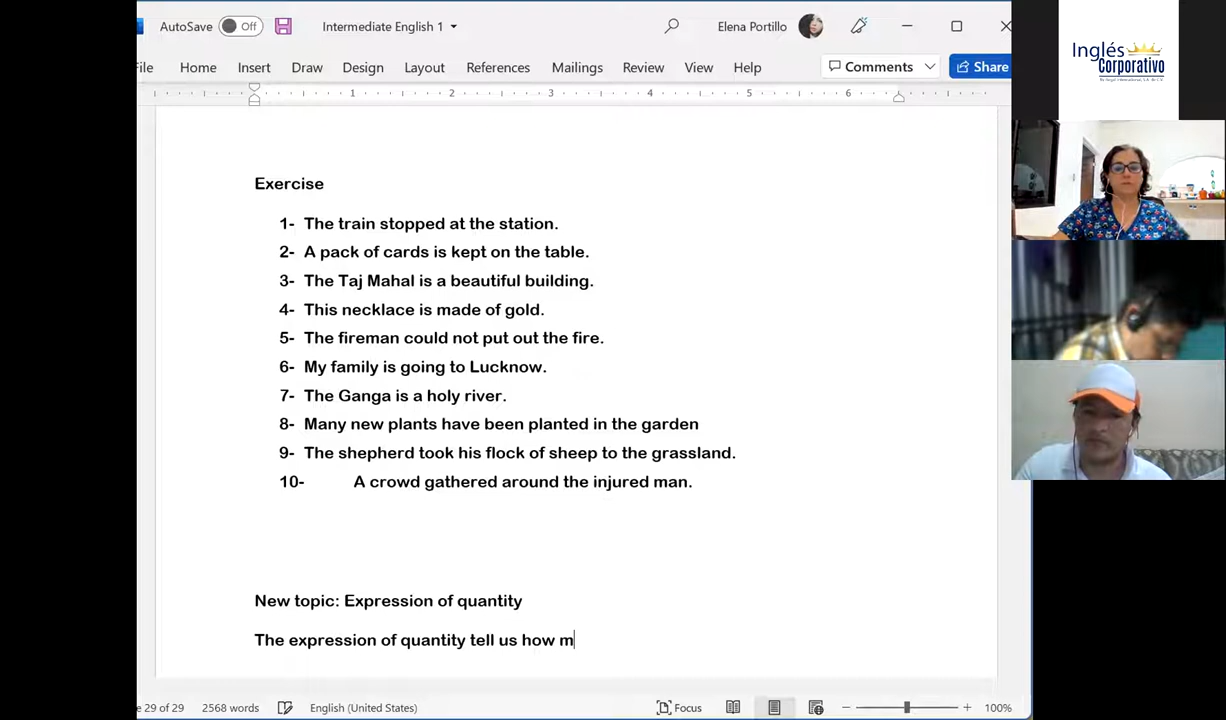 AutoSave Off Intermediate English 1 Elena Portillo
File Home Insert Draw Design Layout References Mailings Review View Help Comments Share
1 2 3 4 5 6
Exercise
1- The train stopped at the station.
2- A pack of cards is kept on the table.
3- The Taj Mahal is a beautiful building.
4- This necklace is made of gold.
5- The fireman could not put out the fire.
6- My family is going to Lucknow.
7- The Ganga is a holy river.
8- Many new plants have been planted in the garden
9- The shepherd took his flock of sheep to the grassland.
10- A crowd gathered around the injured man.
New topic: Expression of quantity
The expression of quantity tell us how m
e 29 of 29 2568 words English (United States) Focus 100%
Inglés
Corporativo